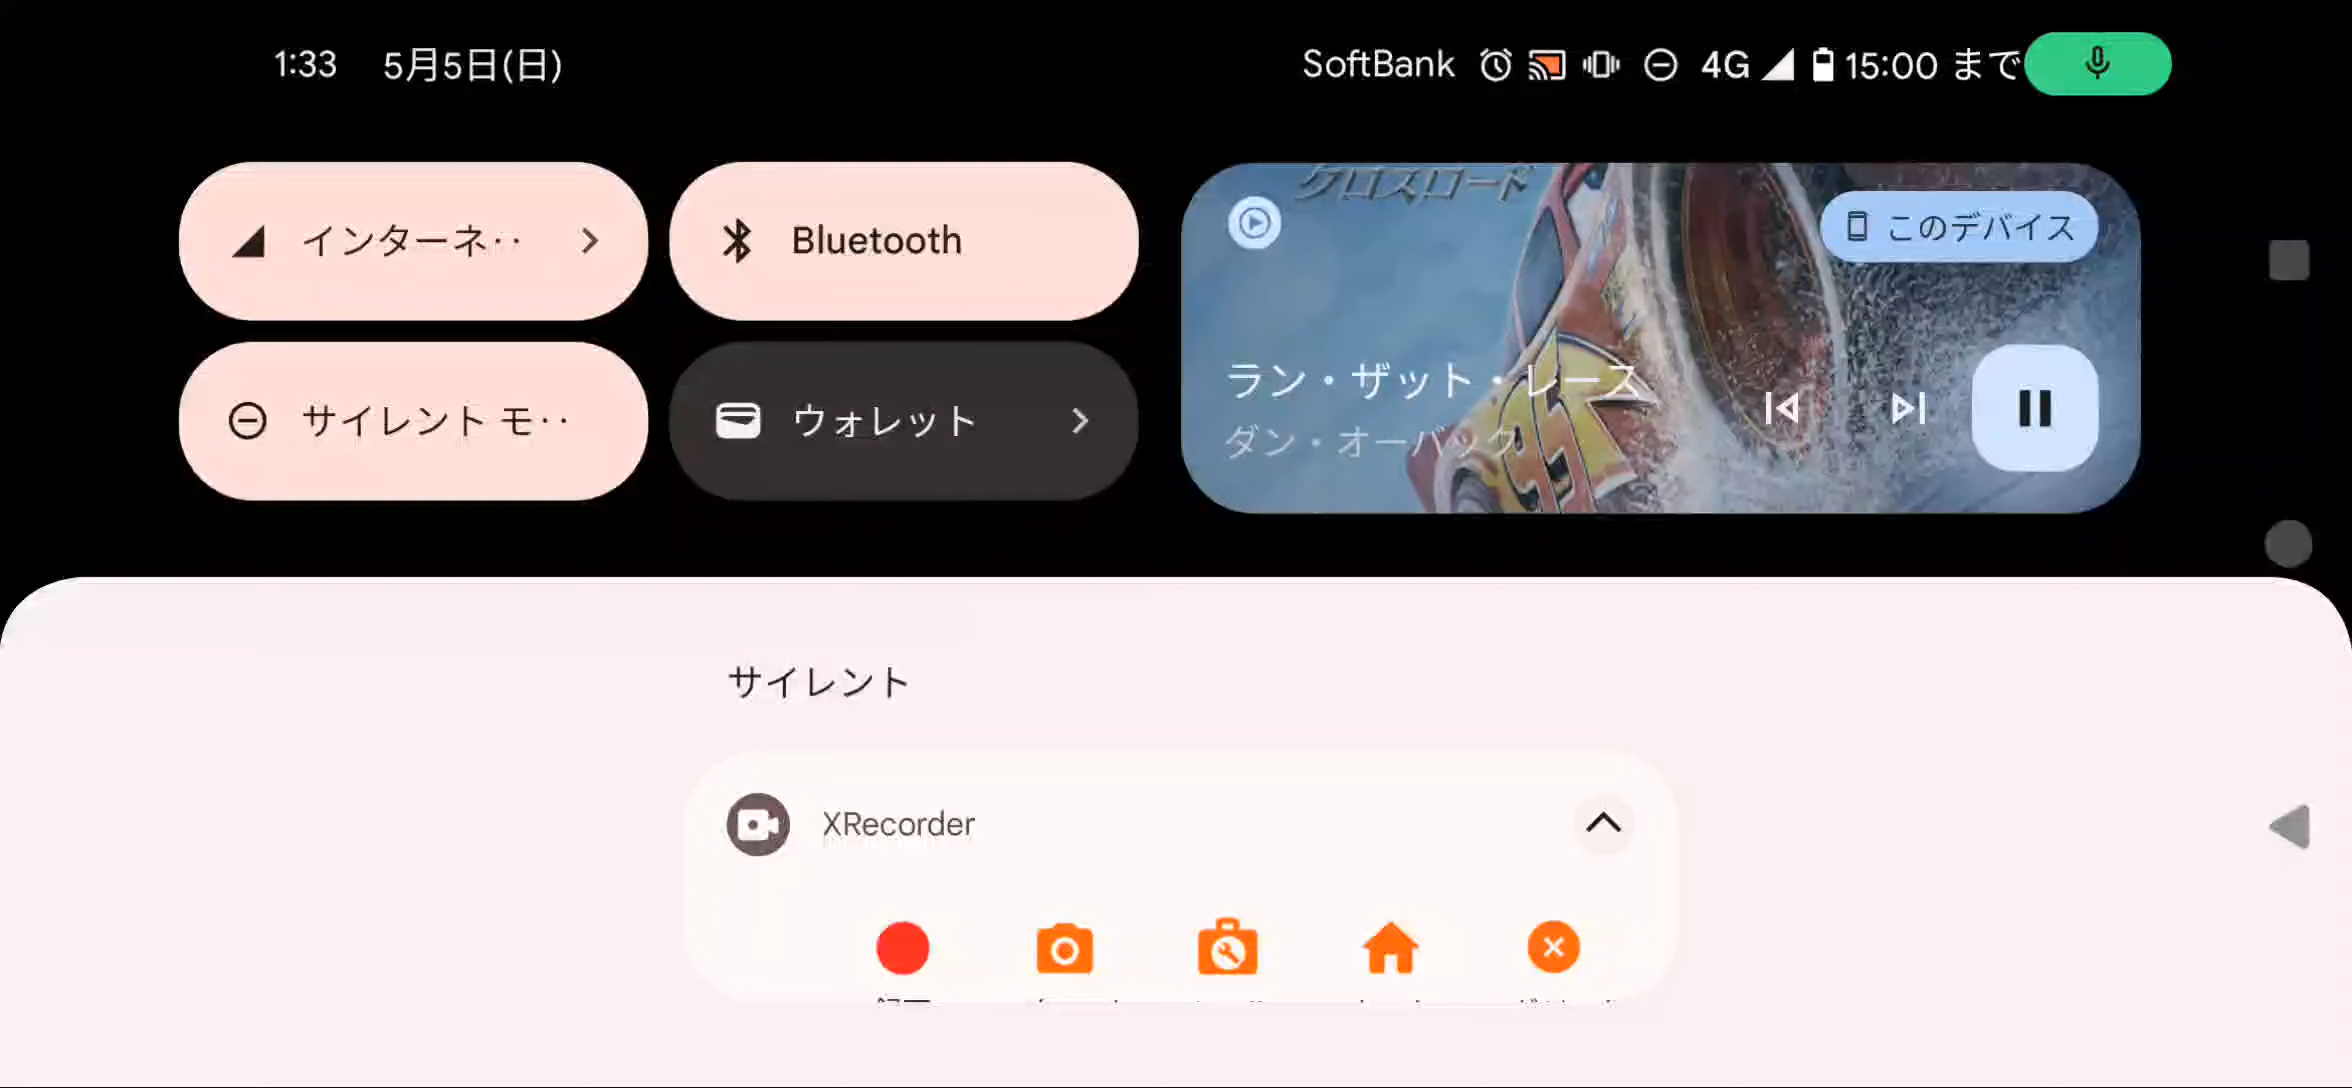 1:33 5月5日(日) SoftBank 4G 15:00 まで
インターネ‥
Bluetooth
サイレント モ‥
ウォレット
クロスロード
このデバイス
ラン・ザット・レース
ダン・オーバック
サイレント
XRecorder